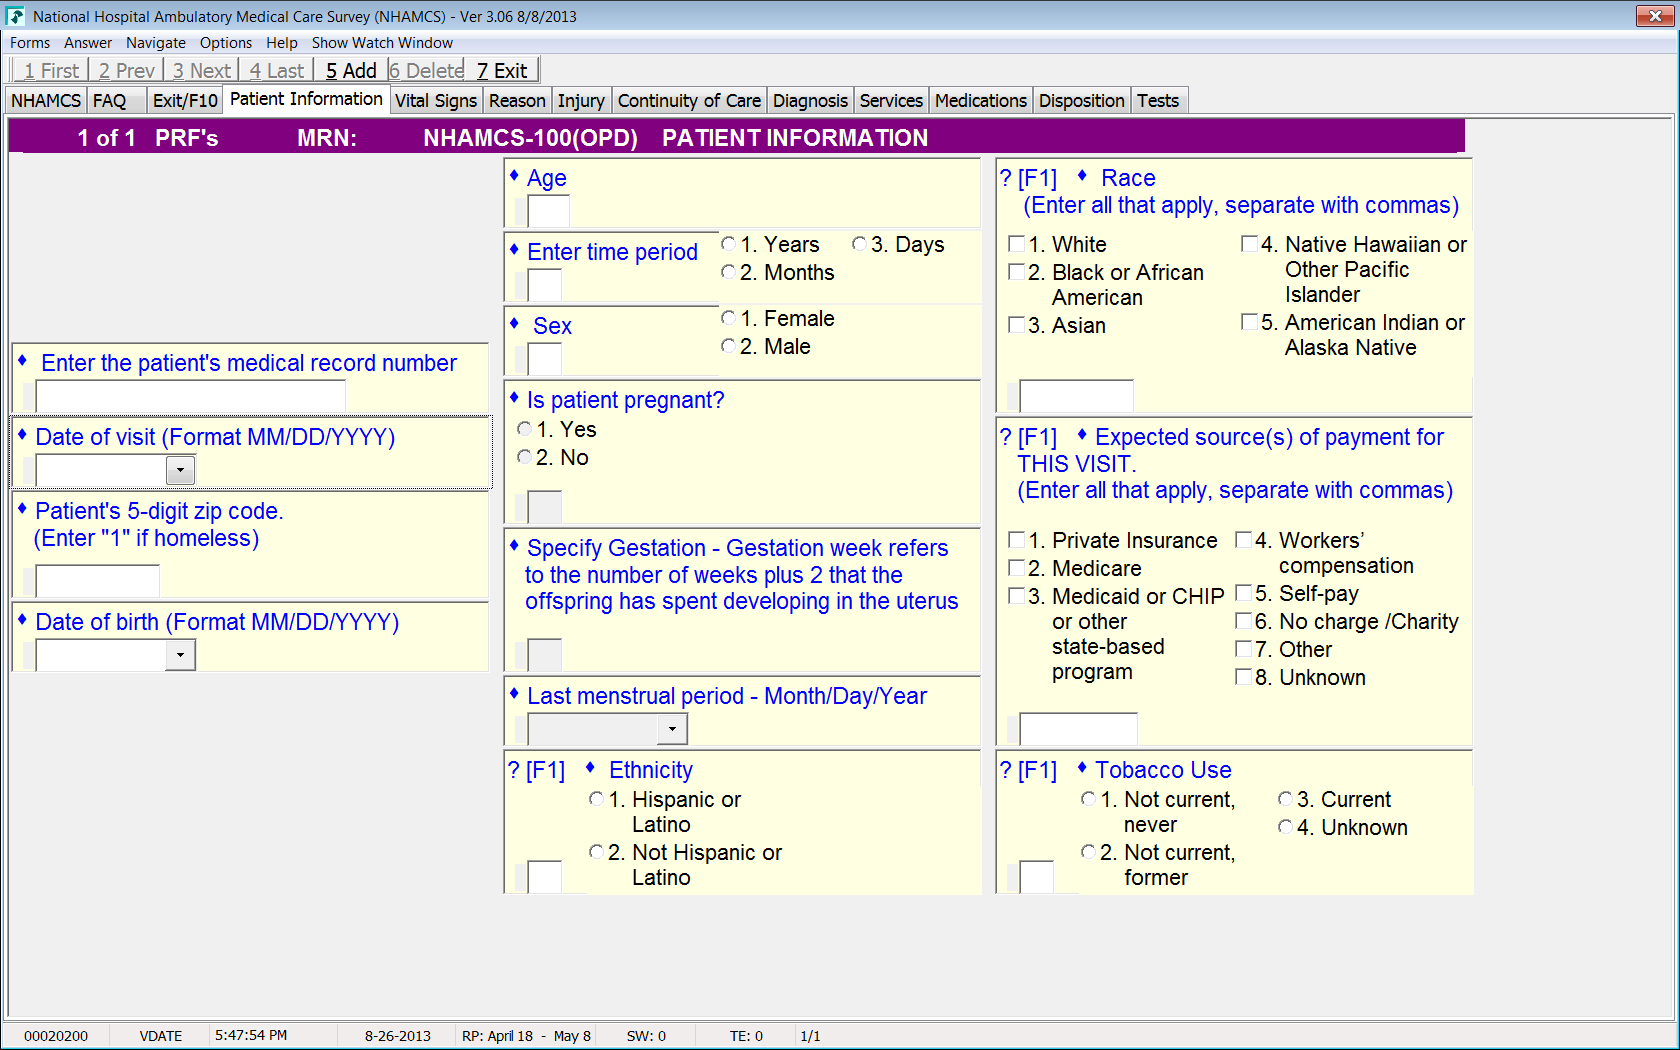 National Hospital Ambulatory Medical Care Survey (NHAMCS) - Ver 3.06 8/8/2013
Forms Answer Navigate Options Help Show Watch Window
1 First 2 Prev 3 Next 4 Last 5 Add 6 Delete 7 Exit
NHAMCS FAQ Exit/F10 Patient Information Vital Signs Reason Injury Continuity of Care Diagnosis Services Medications Disposition Tests
1 of 1 PRF's MRN: NHAMCS-100(OPD) PATIENT INFORMATION
Enter the patient's medical record number
Date of visit (Format MM/DD/YYYY)
Patient's 5-digit zip code.
(Enter "1" if homeless)
Date of birth (Format MM/DD/YYYY)
Age
Enter time period
1. Years
2. Months
3. Days
Sex
1. Female
2. Male
Is patient pregnant?
1. Yes
2. No
Specify Gestation - Gestation week refers
to the number of weeks plus 2 that the
offspring has spent developing in the uterus
Last menstrual period - Month/Day/Year
? [F1] Ethnicity
1. Hispanic or
Latino
2. Not Hispanic or
Latino
? [F1] Race
(Enter all that apply, separate with commas)
1. White
2. Black or African
American
3. Asian
4. Native Hawaiian or
Other Pacific
Islander
5. American Indian or
Alaska Native
? [F1] Expected source(s) of payment for
THIS VISIT.
(Enter all that apply, separate with commas)
1. Private Insurance
2. Medicare
3. Medicaid or CHIP
or other
state-based
program
4. Workers’
compensation
5. Self-pay
6. No charge /Charity
7. Other
8. Unknown
? [F1] Tobacco Use
1. Not current,
never
2. Not current,
former
3. Current
4. Unknown
00020200 VDATE 5:47:54 PM 8-26-2013 RP: April 18 - May 8 SW: 0 TE: 0 1/1